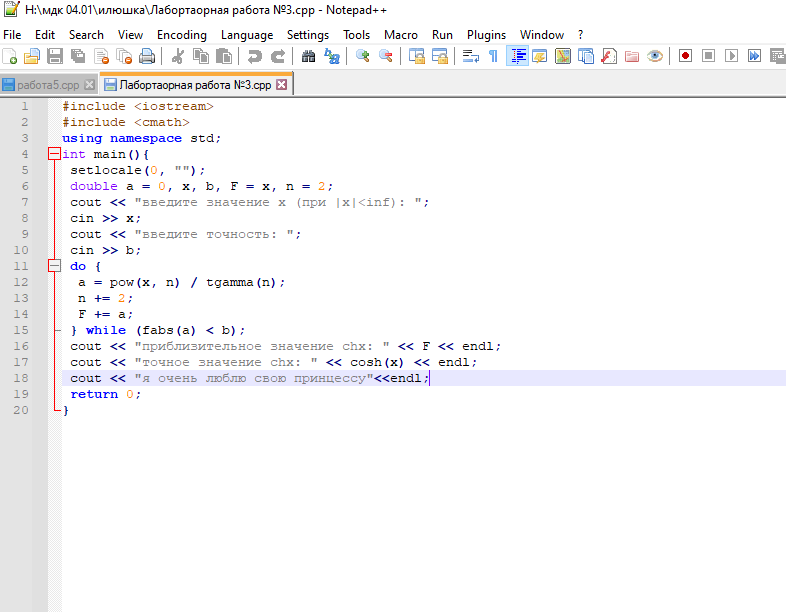 H:\мдк 04.01\илюшка\Лабортаорная работа №3.cpp - Notepad++
File Edit Search View Encoding Language Settings Tools Macro Run Plugins Window ?
работа5.cpp Лабортаорная работа №3.cpp
1 #include <iostream>
2 #include <cmath>
3 using namespace std;
4 int main(){
5 setlocale(0, "");
6 double a = 0, x, b, F = x, n = 2;
7 cout << "введите значение x (при |x|<inf): ";
8 cin >> x;
9 cout << "введите точность: ";
10 cin >> b;
11 do {
12 a = pow(x, n) / tgamma(n);
13 n += 2;
14 F += a;
15 } while (fabs(a) < b);
16 cout << "приблизительное значение chx: " << F << endl;
17 cout << "точное значение chx: " << cosh(x) << endl;
18 cout << "я очень люблю свою принцессу"<<endl;
19 return 0;
20 }